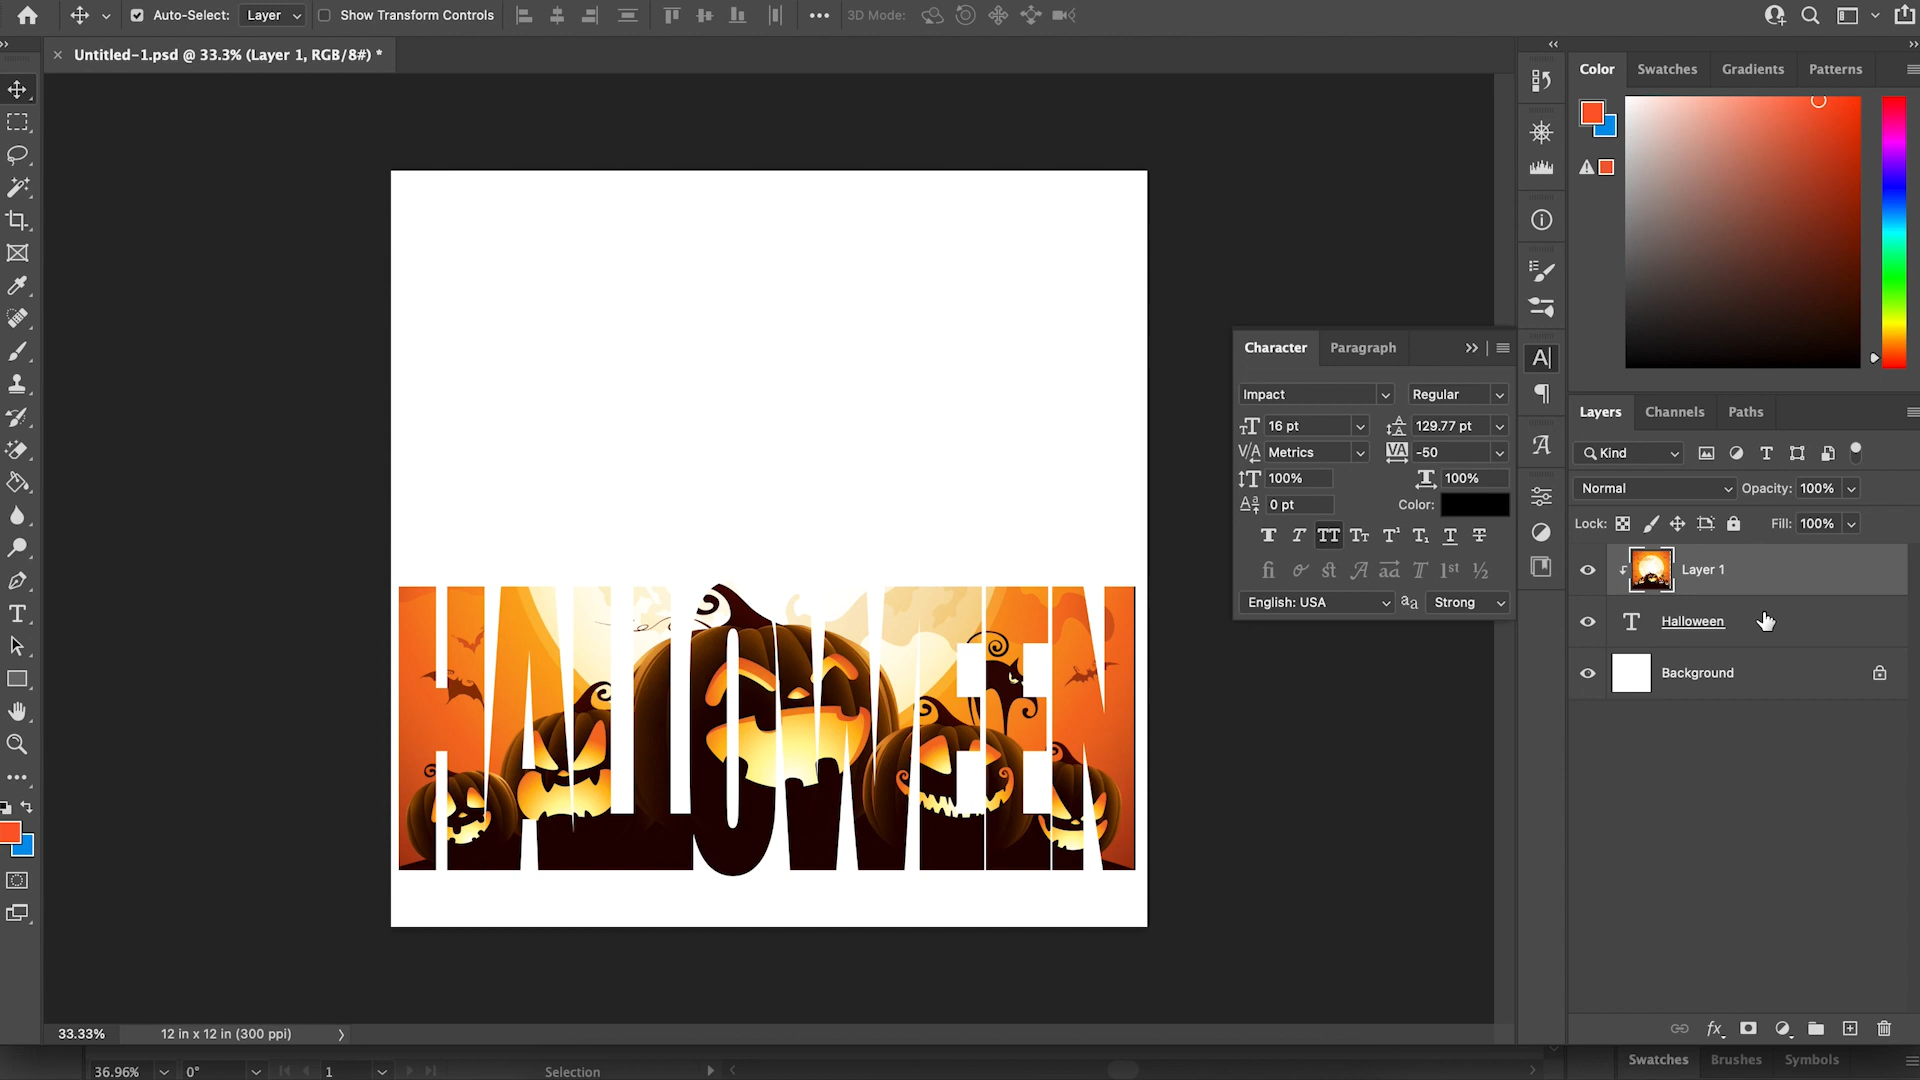 Auto-Select: Layer Show Transform Controls 3D Mode:
Untitled-1.psd @ 33.3% (Layer 1, RGB/8#) *
Color Swatches Gradients Patterns
Character Paragraph
Impact Regular
16 pt 129.77 pt
Metrics -50
100% 100%
0 pt Color:
English: USA Strong
Layers Channels Paths
Kind
Normal Opacity: 100%
Lock: Fill: 100%
Layer 1
Halloween
Background
HALLOWEEN
33.33% 12 in x 12 in (300 ppi)
Swatches Brushes Symbols
36.96% 0° 1 Selection